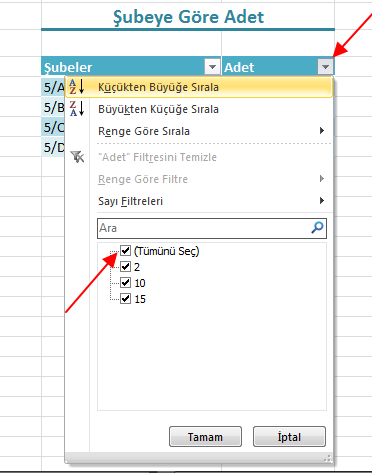 Şubeye Göre Adet
Şubeler Adet
5/A
5/B
5/C
5/D
Küçükten Büyüğe Sırala
Büyükten Küçüğe Sırala
Renge Göre Sırala
"Adet" Filtresini Temizle
Renge Göre Filtre
Sayı Filtreleri
Ara
(Tümünü Seç)
2
10
15
Tamam İptal